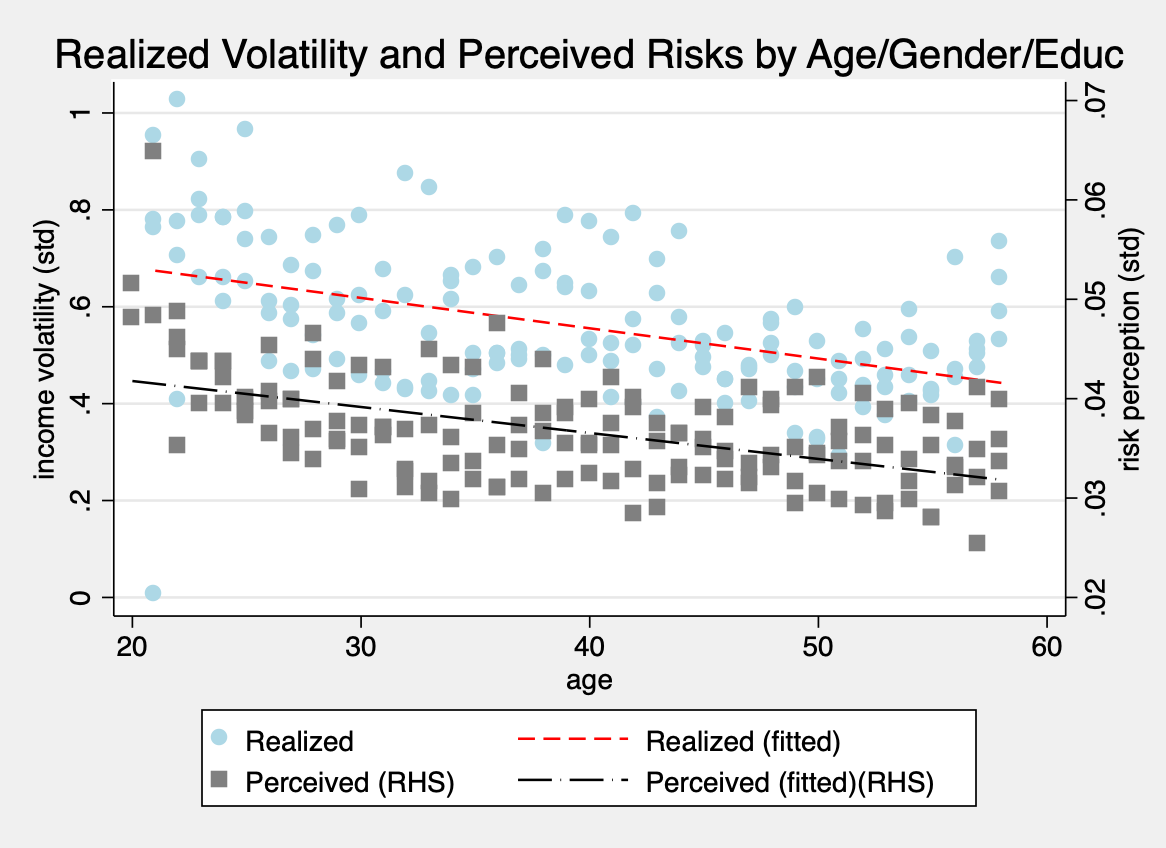 Realized Volatility and Perceived Risks by Age/Gender/Educ
income volatility (std)
1
.8
.6
.4
.2
0
.07
.06
.05
.04
.03
.02
risk perception (std)
20 30 40 50 60
age
Realized Realized (fitted)
Perceived (RHS) Perceived (fitted)(RHS)